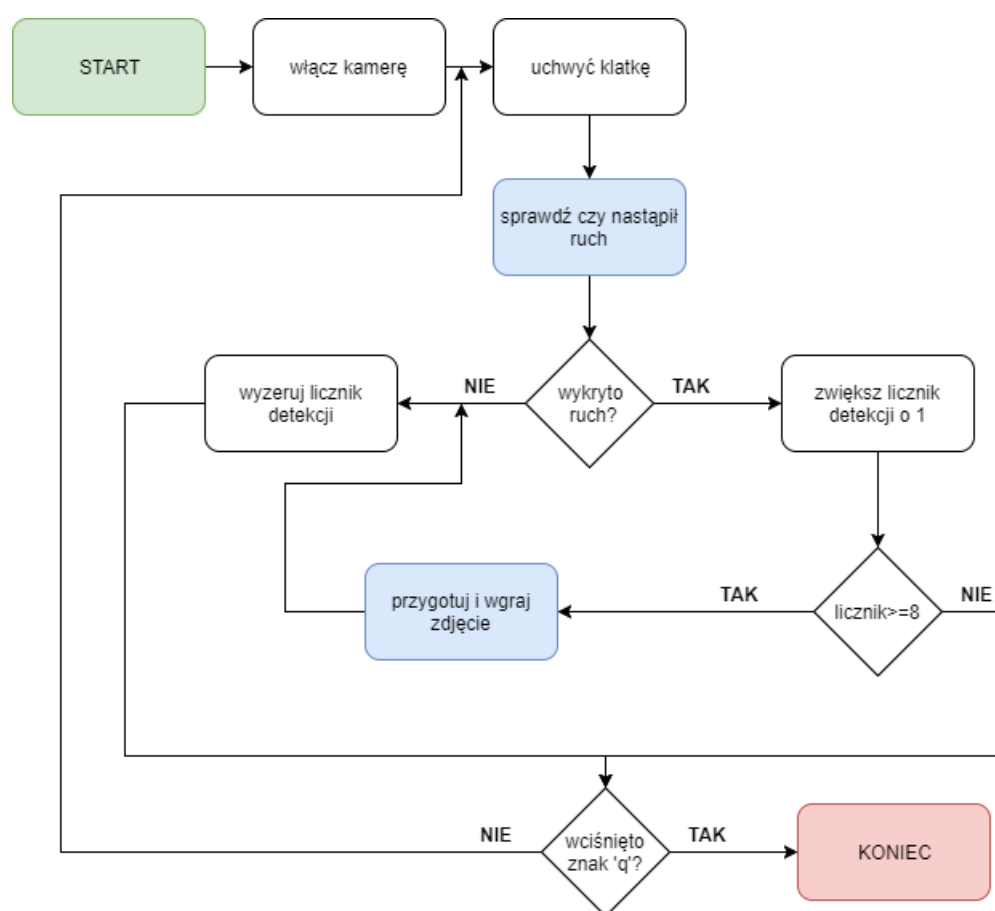 START
włącz kamerę
uchwyć klatkę
sprawdź czy nastąpił
ruch
wyzeruj licznik
detekcji
NIE
wykryto
ruch?
TAK
zwiększ licznik
detekcji o 1
przygotuj i wgraj
zdjęcie
TAK
licznik>=8
NIE
NIE
wciśnięto
znak 'q'?
TAK
KONIEC